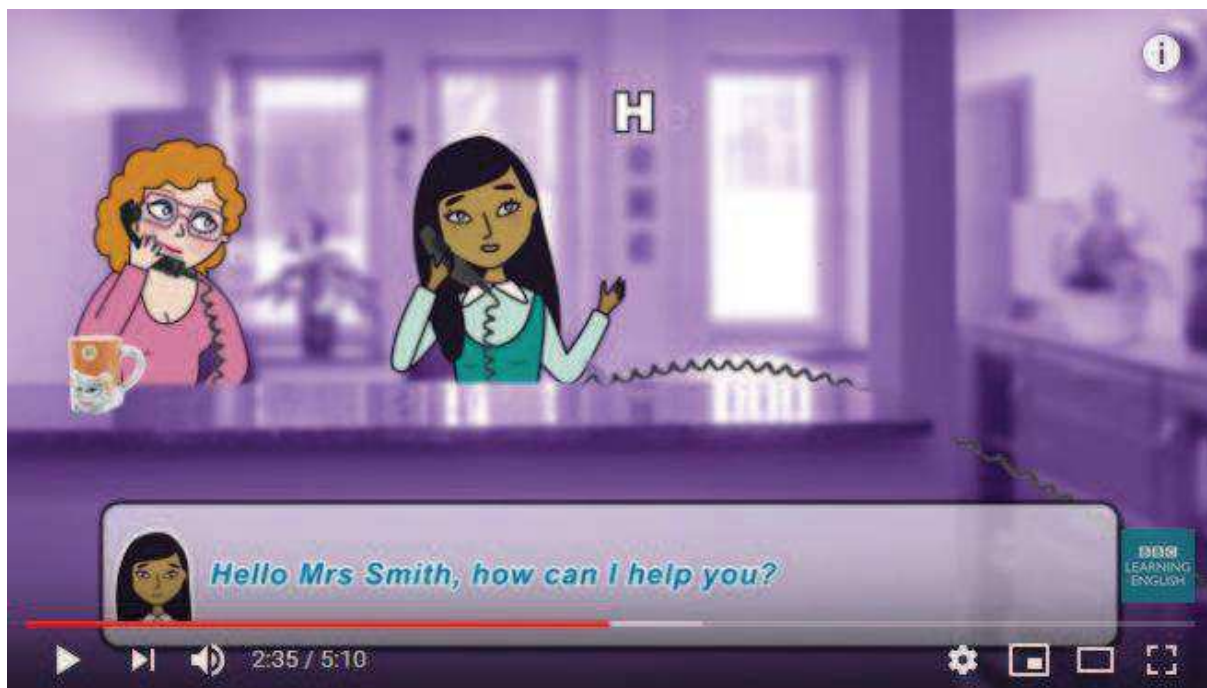 i
H
Hello Mrs Smith, how can I help you?
BBC
LEARNING
ENGLISH
2:35 / 5:10